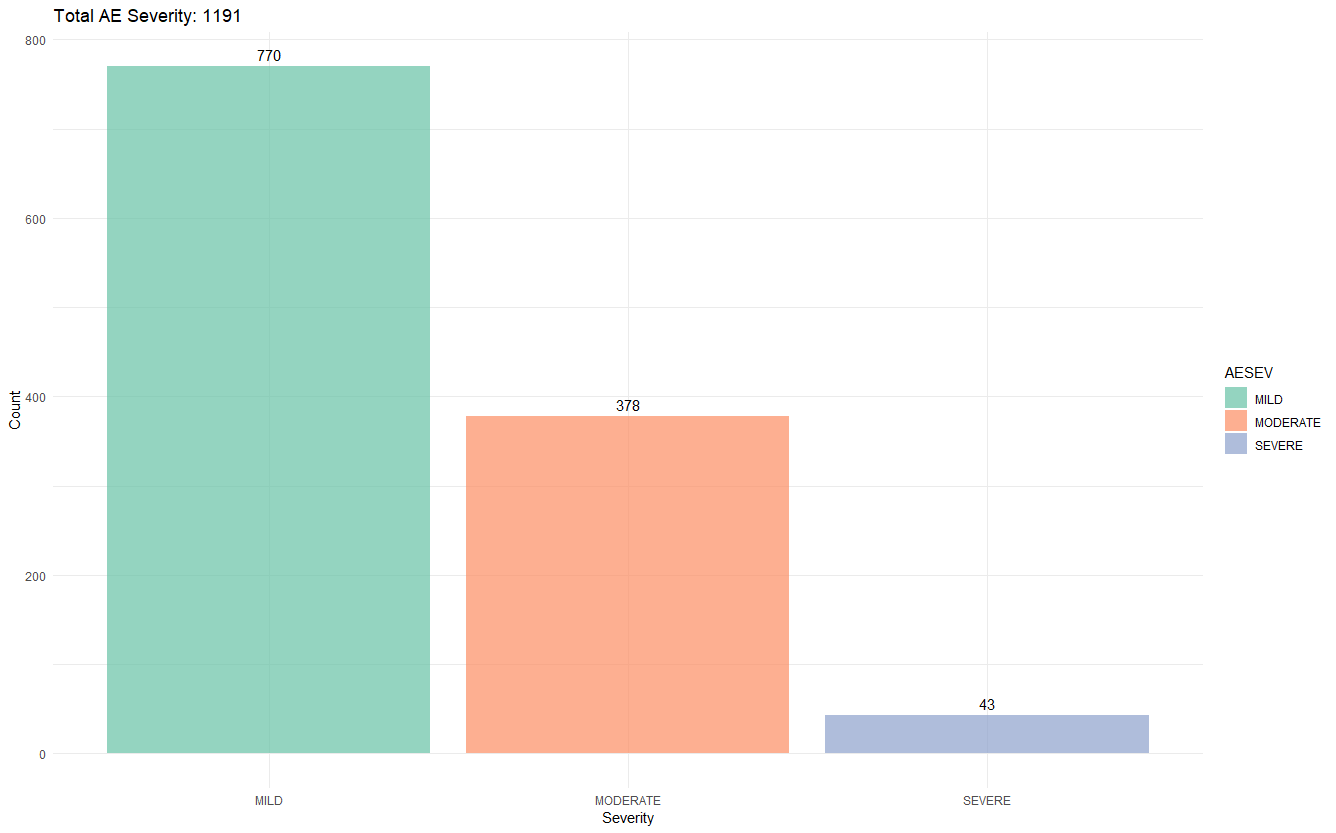 Total AE Severity: 1191
800
600
400
200
0
Count
770
378
43
MILD
MODERATE
SEVERE
Severity
AESEV
MILD
MODERATE
SEVERE